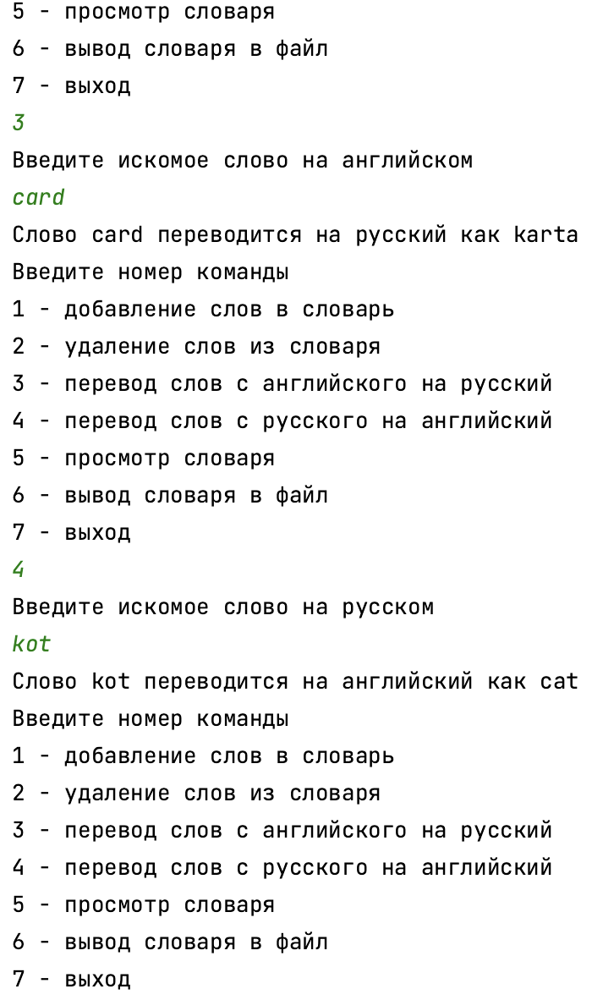 5 - просмотр словаря
6 - вывод словаря в файл
7 - выход
3
Введите искомое слово на английском
card
Слово card переводится на русский как karta
Введите номер команды
1 - добавление слов в словарь
2 - удаление слов из словаря
3 - перевод слов с английского на русский
4 - перевод слов с русского на английский
5 - просмотр словаря
6 - вывод словаря в файл
7 - выход
4
Введите искомое слово на русском
kot
Слово kot переводится на английский как cat
Введите номер команды
1 - добавление слов в словарь
2 - удаление слов из словаря
3 - перевод слов с английского на русский
4 - перевод слов с русского на английский
5 - просмотр словаря
6 - вывод словаря в файл
7 - выход